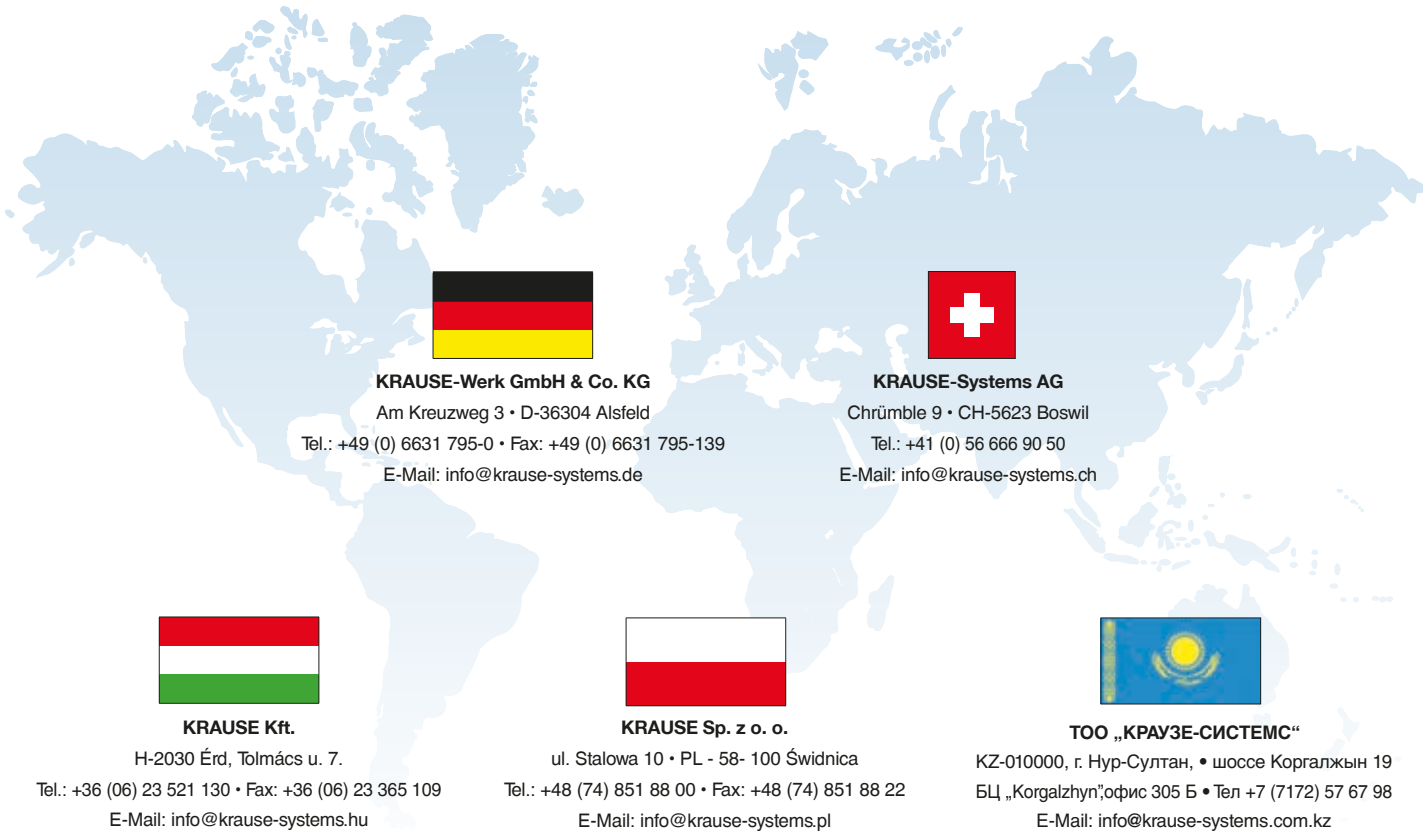 KRAUSE-Werk GmbH & Co. KG
Am Kreuzweg 3 • D-36304 Alsfeld
Tel.: +49 (0) 6631 795-0 • Fax: +49 (0) 6631 795-139
E-Mail: info@krause-systems.de
KRAUSE-Systems AG
Chrümble 9 • CH-5623 Boswil
Tel.: +41 (0) 56 666 90 50
E-Mail: info@krause-systems.ch
KRAUSE Kft.
H-2030 Érd, Tolmács u. 7.
Tel.: +36 (06) 23 521 130 • Fax: +36 (06) 23 365 109
E-Mail: info@krause-systems.hu
KRAUSE Sp. z o. o.
ul. Stalowa 10 • PL - 58- 100 Świdnica
Tel.: +48 (74) 851 88 00 • Fax: +48 (74) 851 88 22
E-Mail: info@krause-systems.pl
ТОО „КРАУЗЕ-СИСТЕМС“
KZ-010000, г. Нур-Султан, • шоссе Коргалжын 19
БЦ „Korgalzhyn“,офис 305 Б • Тел +7 (7172) 57 67 98
E-Mail: info@krause-systems.com.kz